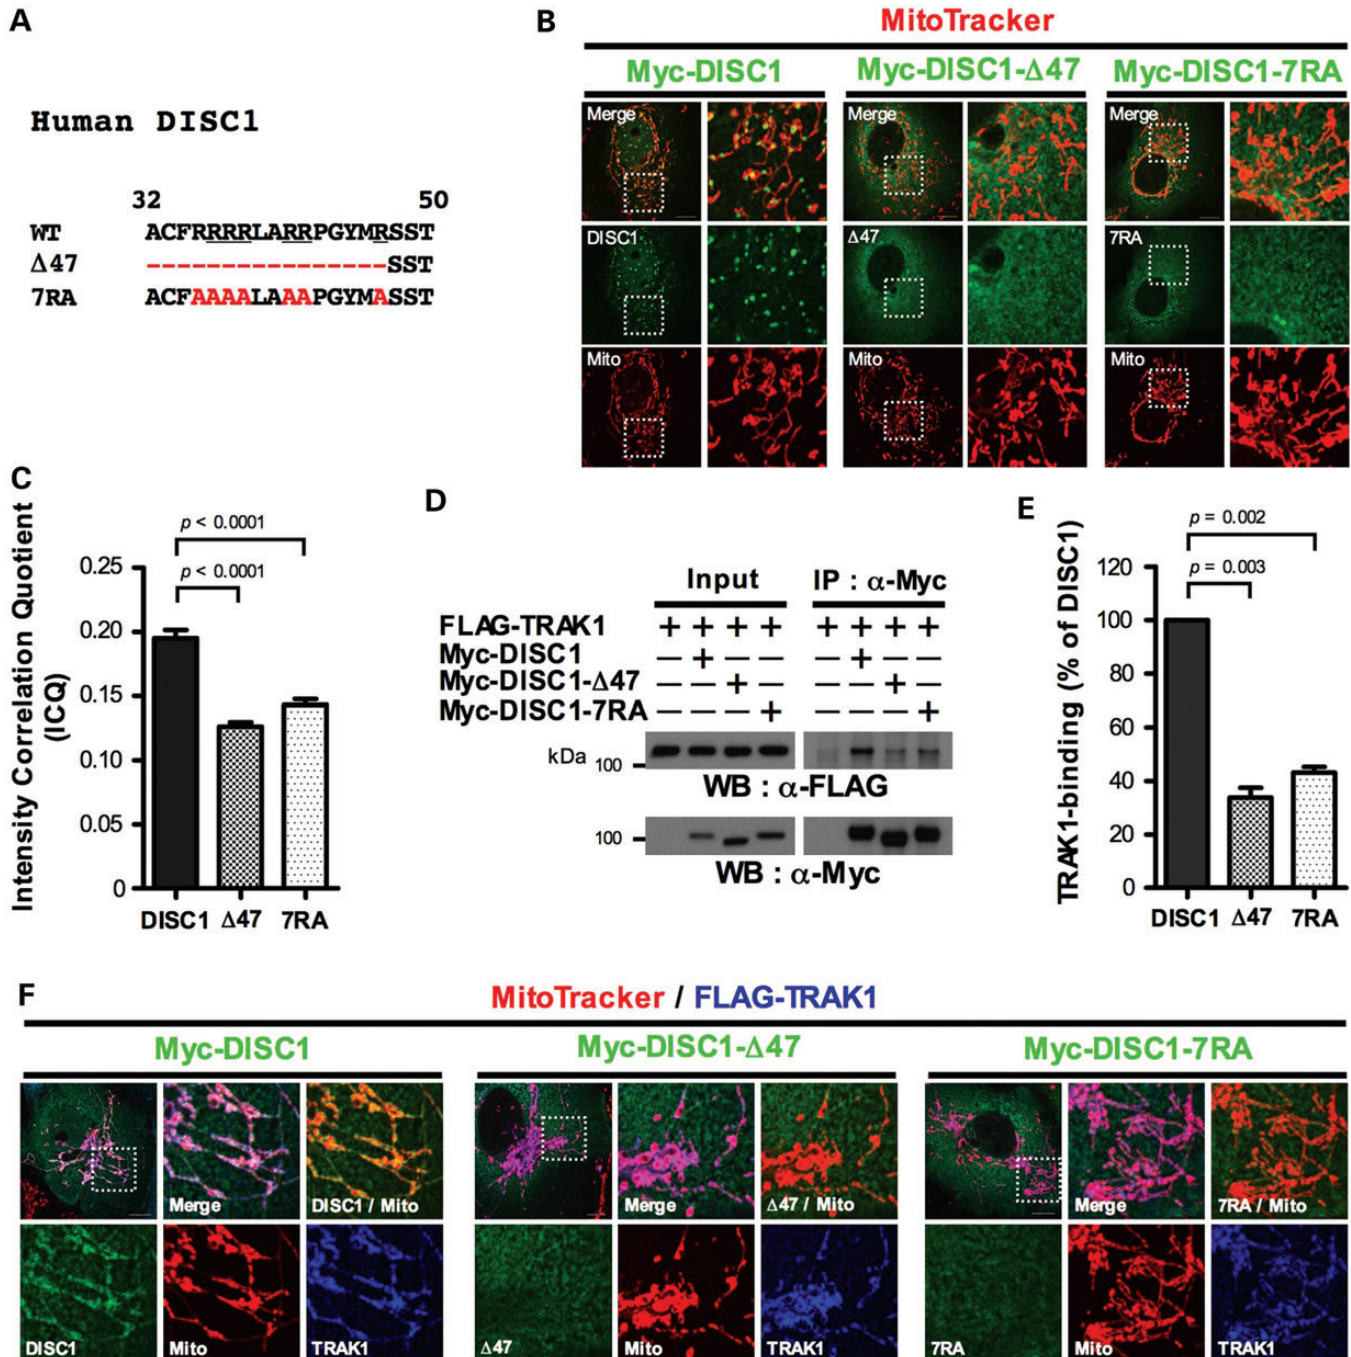 A
Human DISC1
32 50
WT ACFRRRRLARRPGYMRSST
Δ47 ----------------SST
7RA ACFAAAALAAAPGYMASST
B
MitoTracker
Myc-DISC1 Myc-DISC1-Δ47 Myc-DISC1-7RA
Merge Merge Merge
DISC1 Δ47 7RA
Mito Mito Mito
C
Intensity Correlation Quotient
(ICQ)
p < 0.0001
p < 0.0001
0.25
0.20
0.15
0.10
0.05
0
DISC1 Δ47 7RA
D
Input IP : α-Myc
FLAG-TRAK1 + + + + + + + +
Myc-DISC1 — + — — — + — —
Myc-DISC1-Δ47 — — + — — — + —
Myc-DISC1-7RA — — — + — — — +
kDa 100
WB : α-FLAG
100
WB : α-Myc
E
TRAK1-binding (% of DISC1)
p = 0.002
p = 0.003
120
100
80
60
40
20
0
DISC1 Δ47 7RA
F
MitoTracker / FLAG-TRAK1
Myc-DISC1 Myc-DISC1-Δ47 Myc-DISC1-7RA
Merge DISC1 / Mito Merge Δ47 / Mito Merge 7RA / Mito
DISC1 Mito TRAK1 Δ47 Mito TRAK1 7RA Mito TRAK1